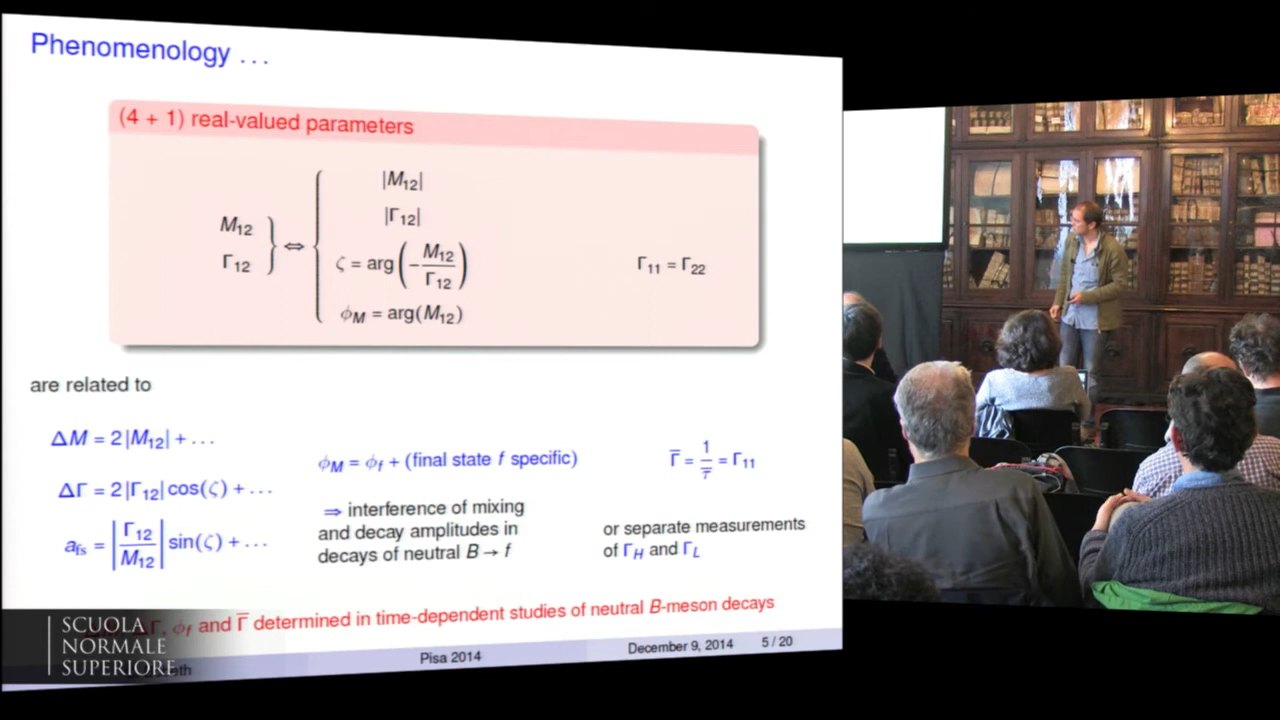 Phenomenology ...
(4 + 1) real-valued parameters
M12
Γ12
⇔
|M12|
|Γ12|
ζ = arg(−M12/Γ12)
ϕM = arg(M12)
Γ11 = Γ22
are related to
ΔM = 2|M12| + ...
ΔΓ = 2|Γ12|cos(ζ) + ...
afs = |Γ12/M12| sin(ζ) + ...
ϕM = ϕf + (final state f specific)
⇒ interference of mixing
and decay amplitudes in
decays of neutral B → f
Γ̅ = 1/τ̅ = Γ11
or separate measurements
of ΓH and ΓL
ϕf and Γ̅ determined in time-dependent studies of neutral B-meson decays
Pisa 2014
December 9, 2014
5 / 20
SCUOLA
NORMALE
SUPERIORE